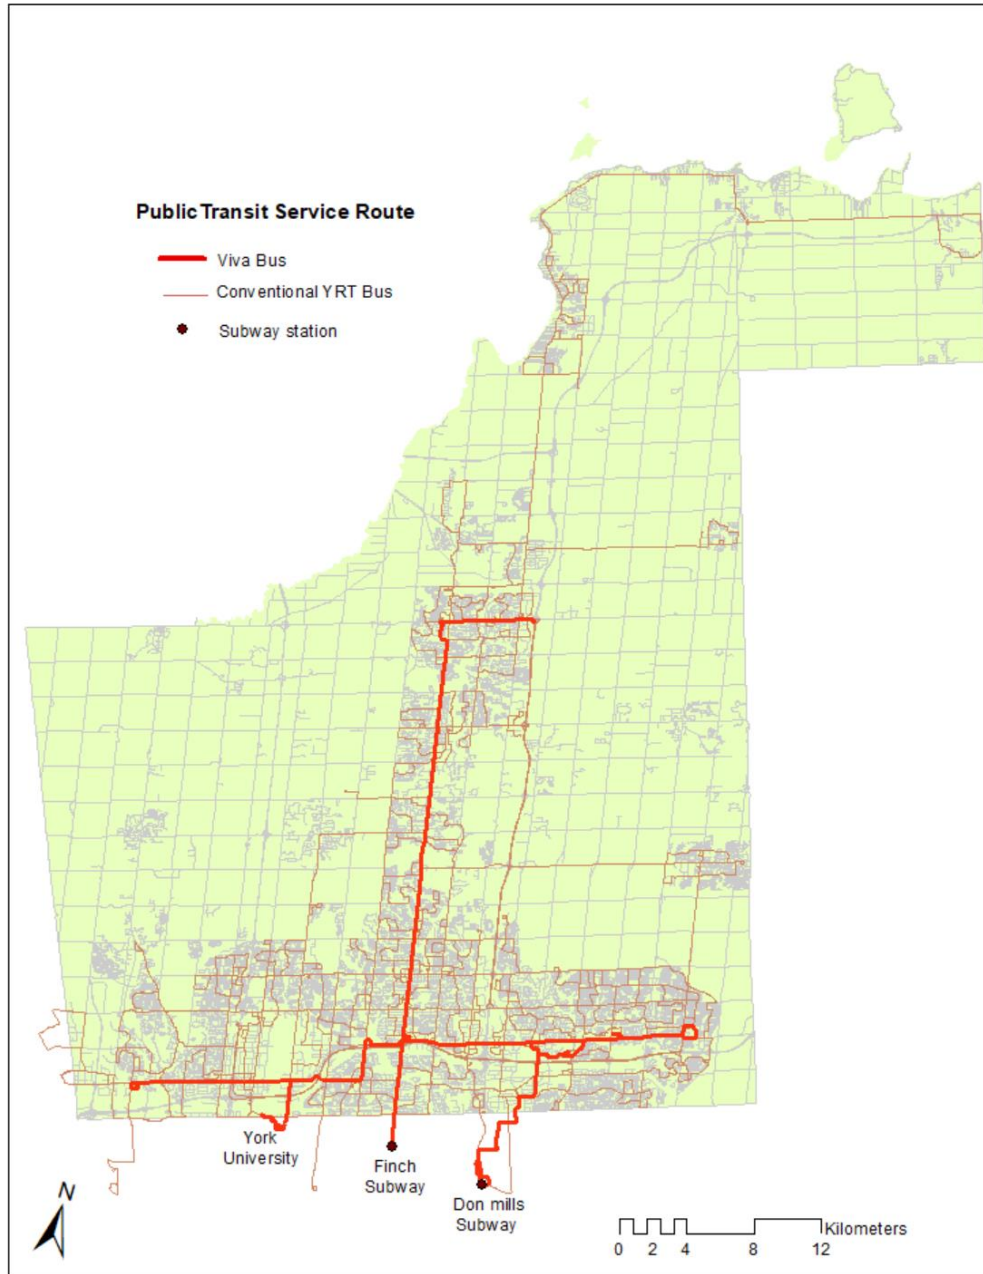 Public Transit Service Route
Viva Bus
Conventional YRT Bus
Subway station
York
University
Finch
Subway
Don mills
Subway
N
Kilometers
0 2 4 8 12